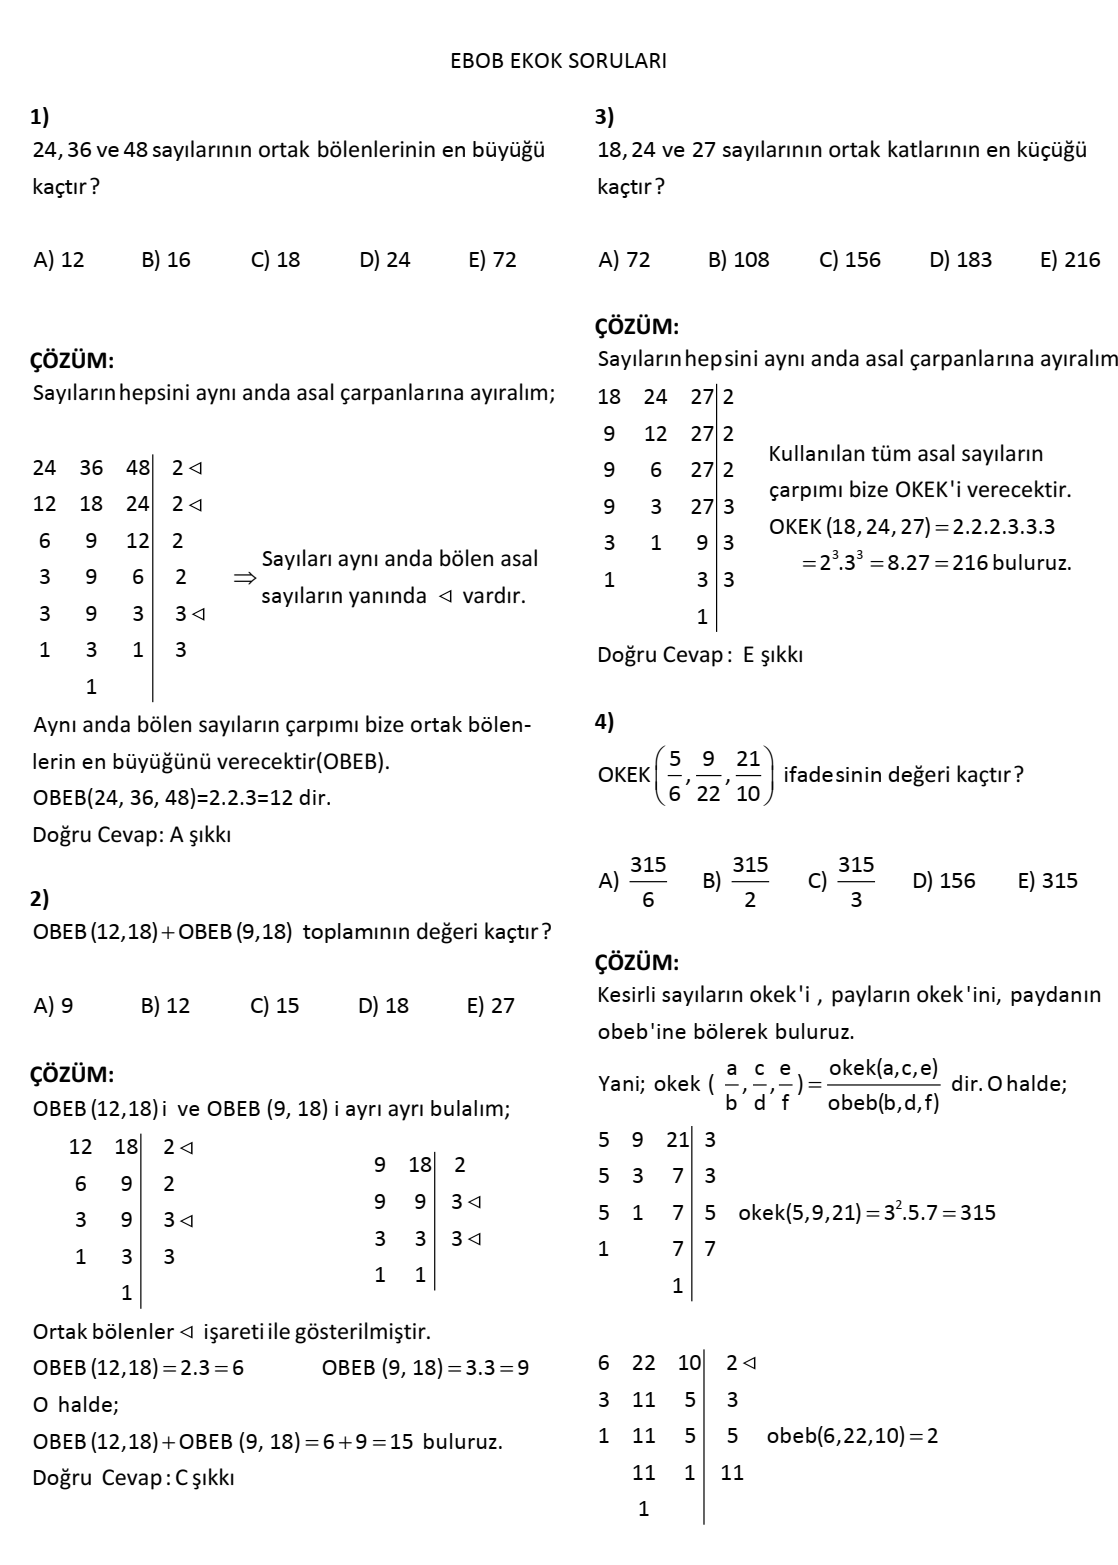 EBOB EKOK SORULARI
1)
24, 36 ve 48 sayılarının ortak bölenlerinin en büyüğü
kaçtır?
A) 12 B) 16 C) 18 D) 24 E) 72
ÇÖZÜM:
Sayıların hepsini aynı anda asal çarpanlarına ayıralım;
24 36 48 | 2 ◁
12 18 24 | 2 ◁
6 9 12 | 2
3 9 6 | 2
3 9 3 | 3 ◁
1 3 1 | 3
1
⇒ Sayıları aynı anda bölen asal
sayıların yanında ◁ vardır.
Aynı anda bölen sayıların çarpımı bize ortak bölen-
lerin en büyüğünü verecektir(OBEB).
OBEB(24, 36, 48)=2.2.3=12 dir.
Doğru Cevap: A şıkkı
2)
OBEB (12,18) + OBEB (9,18) toplamının değeri kaçtır?
A) 9 B) 12 C) 15 D) 18 E) 27
ÇÖZÜM:
OBEB (12,18) i ve OBEB (9, 18) i ayrı ayrı bulalım;
12 18 | 2 ◁
6 9 | 2
3 9 | 3 ◁
1 3 | 3
1
9 18 | 2
9 9 | 3 ◁
3 3 | 3 ◁
1 1
Ortak bölenler ◁ işareti ile gösterilmiştir.
OBEB (12,18) = 2.3 = 6 OBEB (9, 18) = 3.3 = 9
O halde;
OBEB (12,18) + OBEB (9, 18) = 6 + 9 = 15 buluruz.
Doğru Cevap : C şıkkı
3)
18, 24 ve 27 sayılarının ortak katlarının en küçüğü
kaçtır?
A) 72 B) 108 C) 156 D) 183 E) 216
ÇÖZÜM:
Sayıların hepsini aynı anda asal çarpanlarına ayıralım
18 24 27 | 2
9 12 27 | 2
9 6 27 | 2
9 3 27 | 3
3 1 9 | 3
1 3 | 3
1
Kullanılan tüm asal sayıların
çarpımı bize OKEK'i verecektir.
OKEK (18, 24, 27) = 2.2.2.3.3.3
= 2³.3³ = 8.27 = 216 buluruz.
Doğru Cevap : E şıkkı
4)
OKEK (5/6, 9/22, 21/10) ifadesinin değeri kaçtır?
A) 315/6 B) 315/2 C) 315/3 D) 156 E) 315
ÇÖZÜM:
Kesirli sayıların okek'i , payların okek'ini, paydanın
obeb'ine bölerek buluruz.
Yani; okek ( a/b, c/d, e/f ) = okek(a,c,e)/obeb(b,d,f) dir. O halde;
5 9 21 | 3
5 3 7 | 3
5 1 7 | 5 okek(5,9,21) = 3².5.7 = 315
1 7 | 7
1
6 22 10 | 2 ◁
3 11 5 | 3
1 11 5 | 5 obeb(6,22,10) = 2
11 1 | 11
1